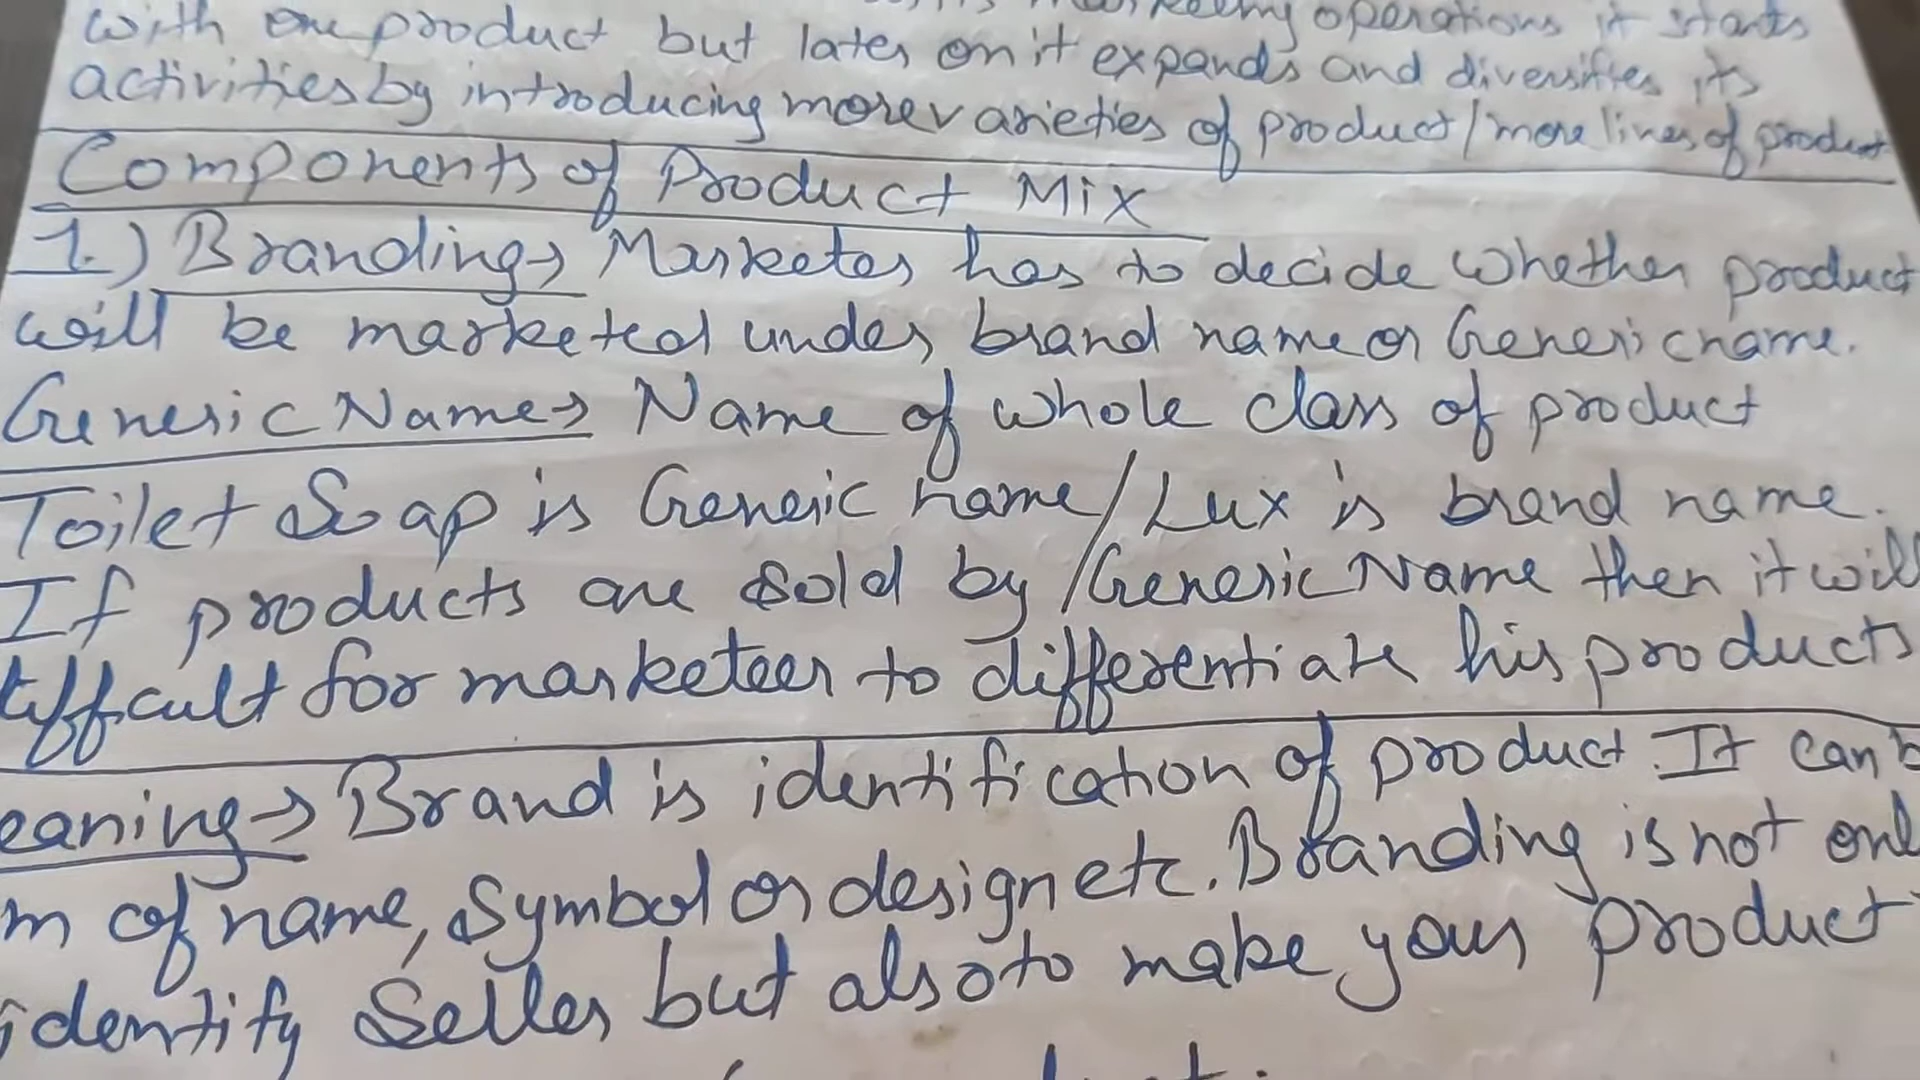 marketing operations it starts
with one product but later on it expands and diversifies its
activities by introducing more varieties of product/more lines of product
Components of Product Mix
1.) Branding→ Marketer has to decide whether product
will be marketed under brand name or Generic name.
Generic Name→ Name of whole class of product
Toilet Soap is Generic name/Lux is brand name.
If products are sold by/Generic Name then it will
difficult for marketeer to differentiate his products
eaning→ Brand is identification of product. It can b
m of name, Symbol or design etc. Branding is not onl
identify Seller but also to make your product